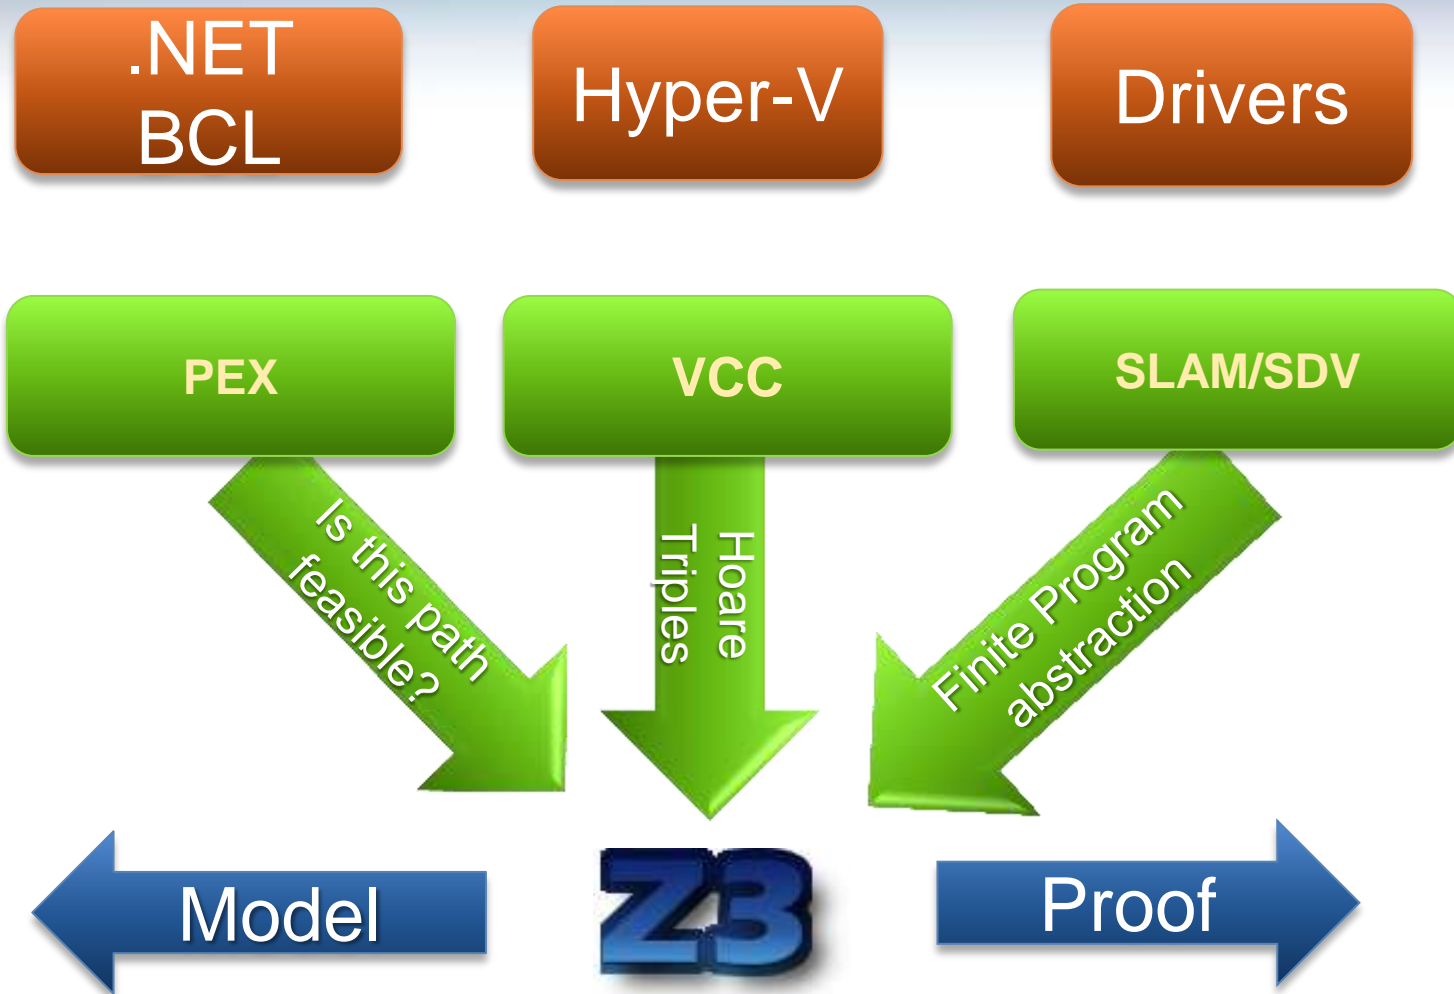 .NET
BCL
Hyper-V
Drivers
PEX
VCC
SLAM/SDV
Is this path
feasible?
Hoare
Triples
Finite Program
abstraction
Model
Z3
Proof